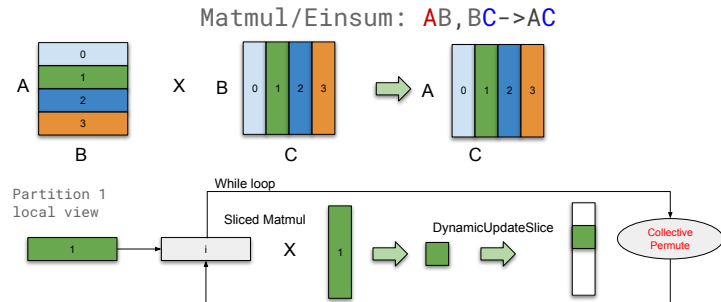 Matmul/Einsum: AB,BC->AC
0
1
2
3
A
B
X
B
0 1 2 3
C
A
0 1 2 3
C
Partition 1
local view
While loop
1
i
Sliced Matmul
X
1
DynamicUpdateSlice
Collective
Permute